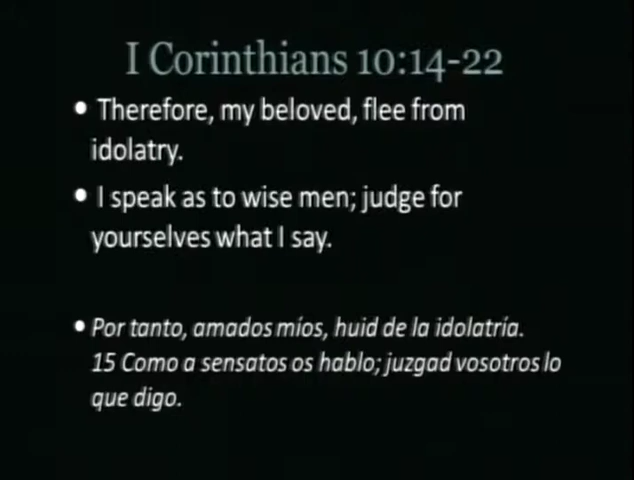 I Corinthians 10:14-22
• Therefore, my beloved, flee from
idolatry.
• I speak as to wise men; judge for
yourselves what I say.
• Por tanto, amados míos, huid de la idolatría.
15 Como a sensatos os hablo; juzgad vosotros lo
que digo.